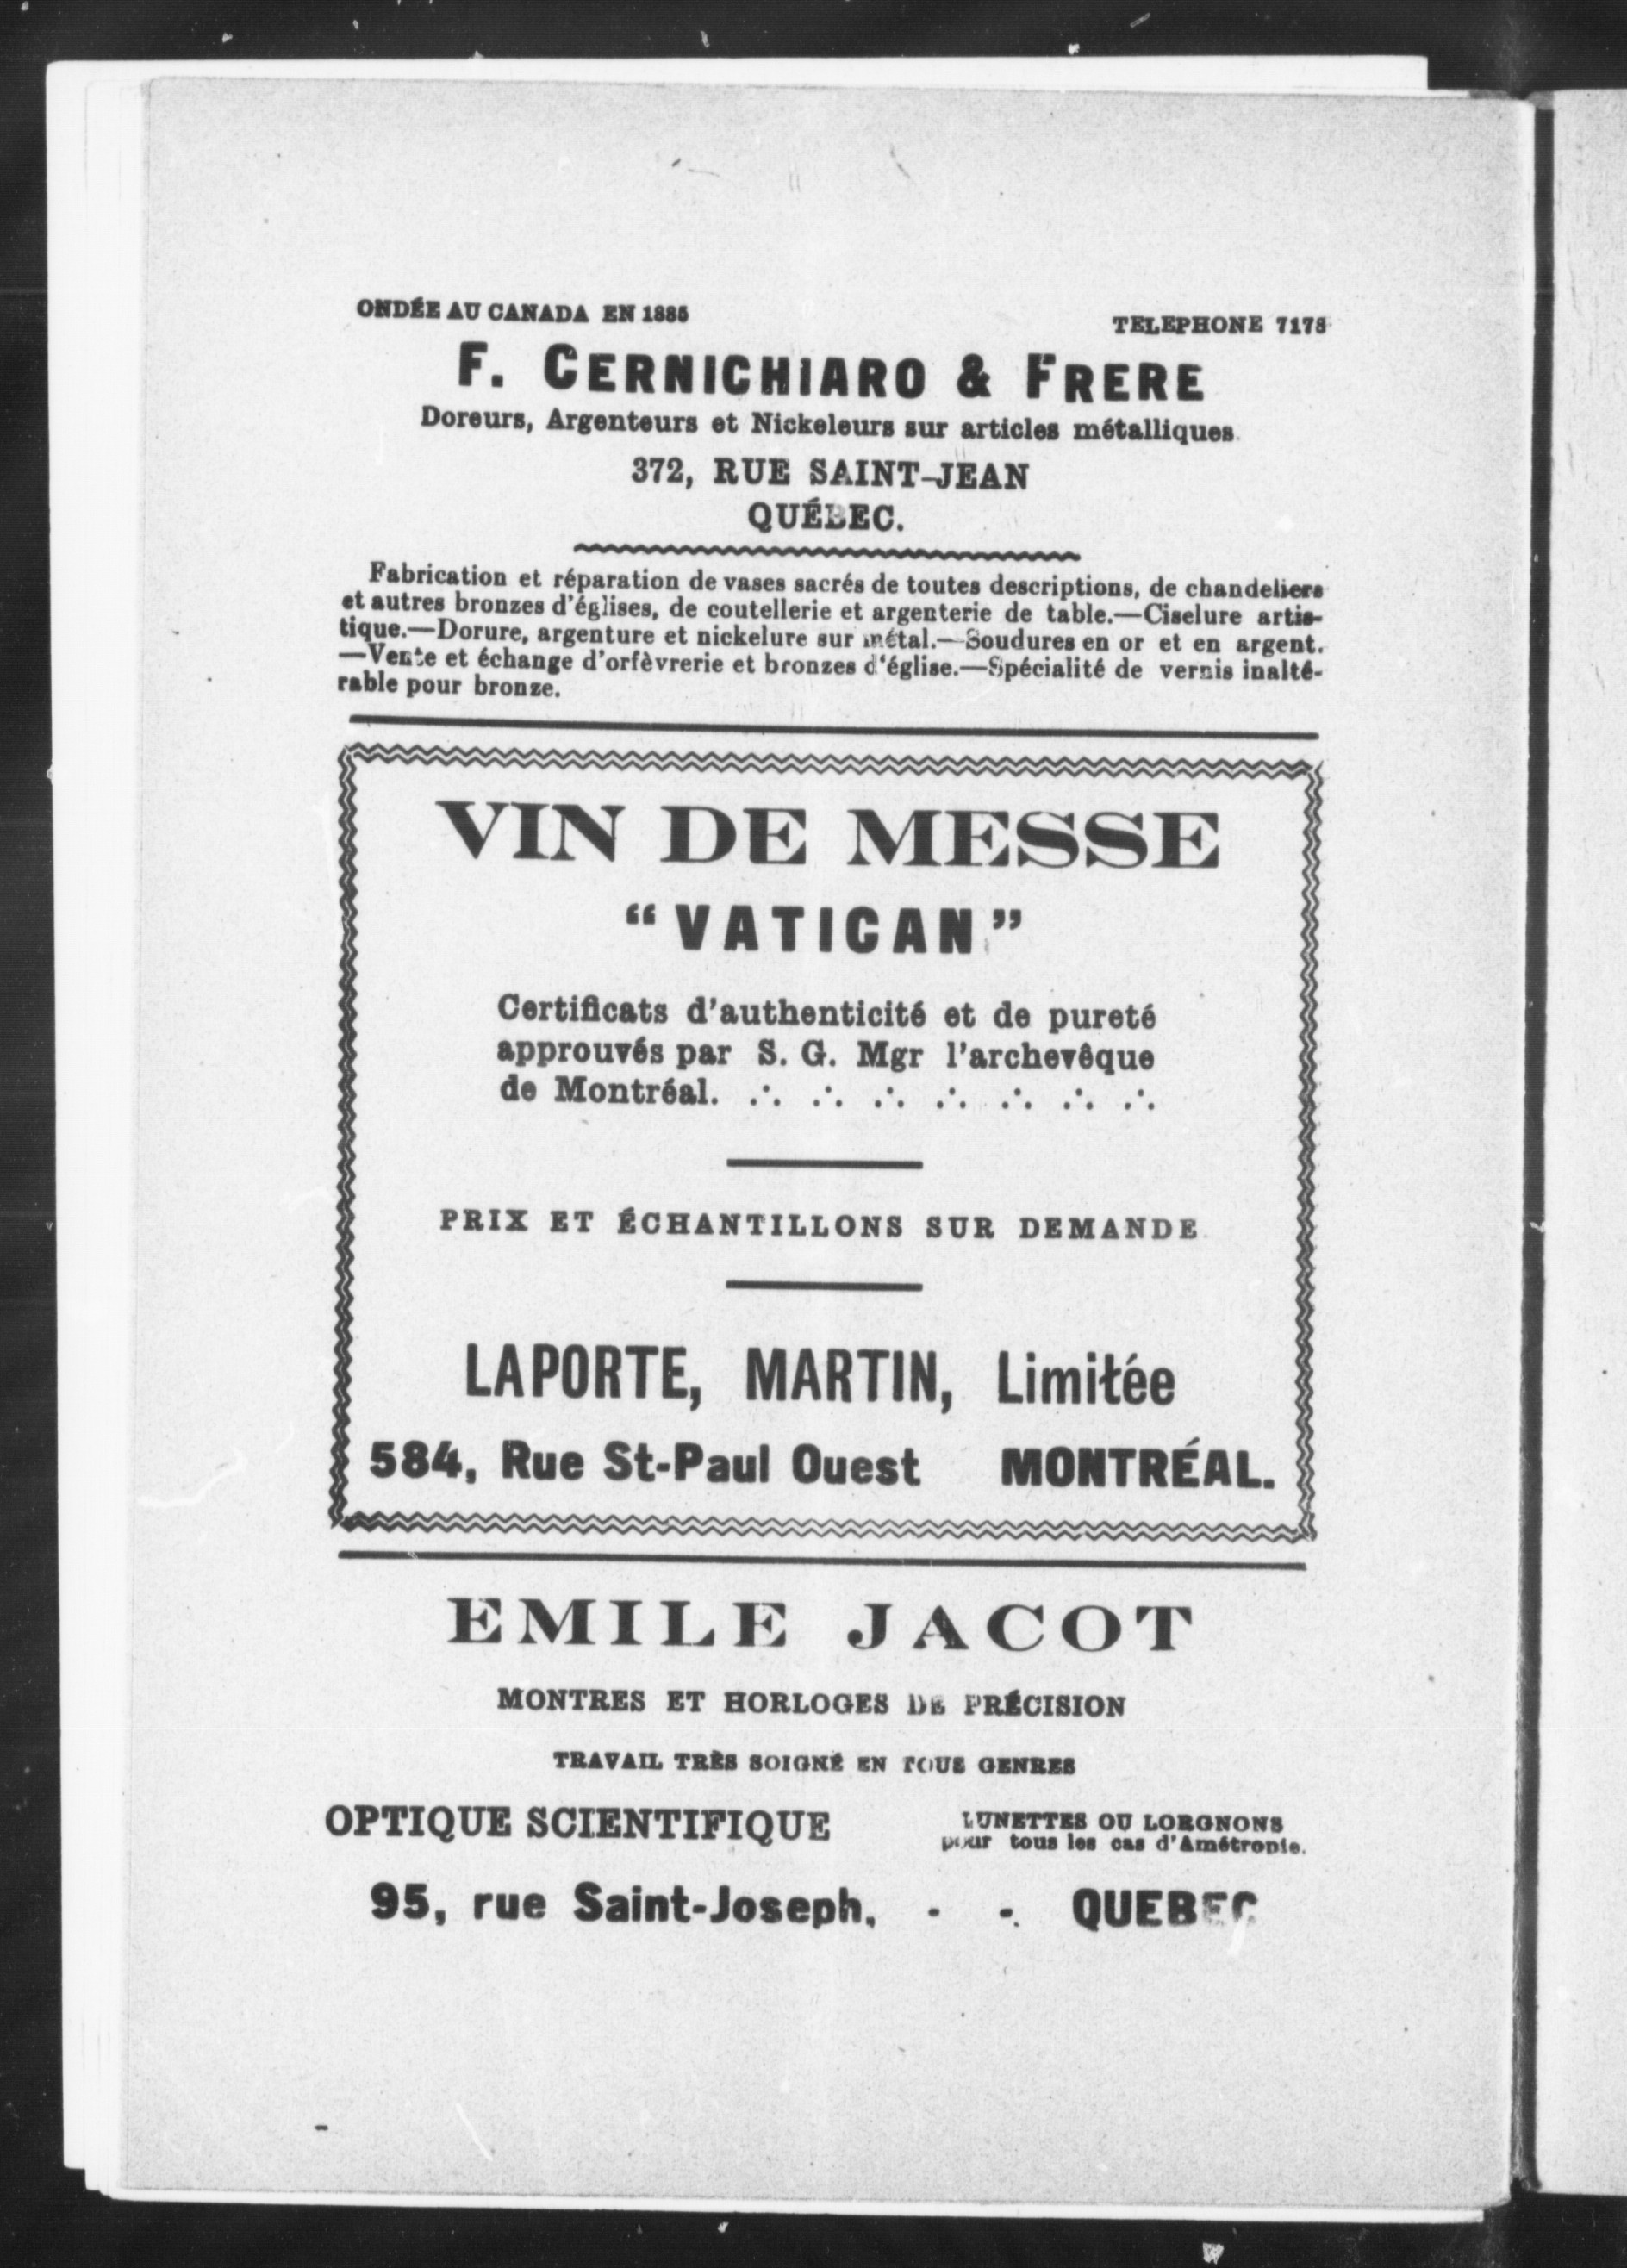 ONDÉE AU CANADA EN 1885
TELEPHONE 7178
F. CERNICHIARO & FRERE
Doreurs, Argenteurs et Nickeleurs sur articles métalliques
372, RUE SAINT-JEAN
QUÉBEC.
Fabrication et réparation de vases sacrés de toutes descriptions, de chandeliers
et autres bronzes d'églises, de coutellerie et argenterie de table.—Ciselure artis-
tique.—Dorure, argenture et nickelure sur métal.—Soudures en or et en argent.
—Vente et échange d'orfèvrerie et bronzes d'église.—Spécialité de vernis inalté-
rable pour bronze.
VIN DE MESSE
“VATICAN”
Certificats d'authenticité et de pureté
approuvés par S. G. Mgr l'archevêque
de Montréal. ∴ ∴ ∴ ∴ ∴ ∴ ∴
PRIX ET ÉCHANTILLONS SUR DEMANDE
LAPORTE, MARTIN, Limitée
584, Rue St-Paul Ouest MONTRÉAL.
EMILE JACOT
MONTRES ET HORLOGES DE PRÉCISION
TRAVAIL TRÈS SOIGNÉ EN TOUS GENRES
OPTIQUE SCIENTIFIQUE
LUNETTES OU LORGNONS
pour tous les cas d'Amétropie.
95, rue Saint-Joseph, - - QUEBEC